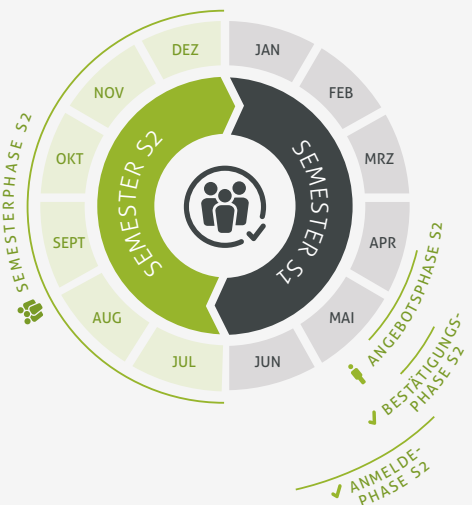 DEZ
JAN
NOV
FEB
OKT
MRZ
SEPT
APR
AUG
MAI
JUL
JUN
SEMESTER S2
SEMESTER S1
SEMESTERPHASE S2
ANGEBOTSPHASE S2
BESTÄTIGUNGS-
PHASE S2
ANMELDE-
PHASE S2